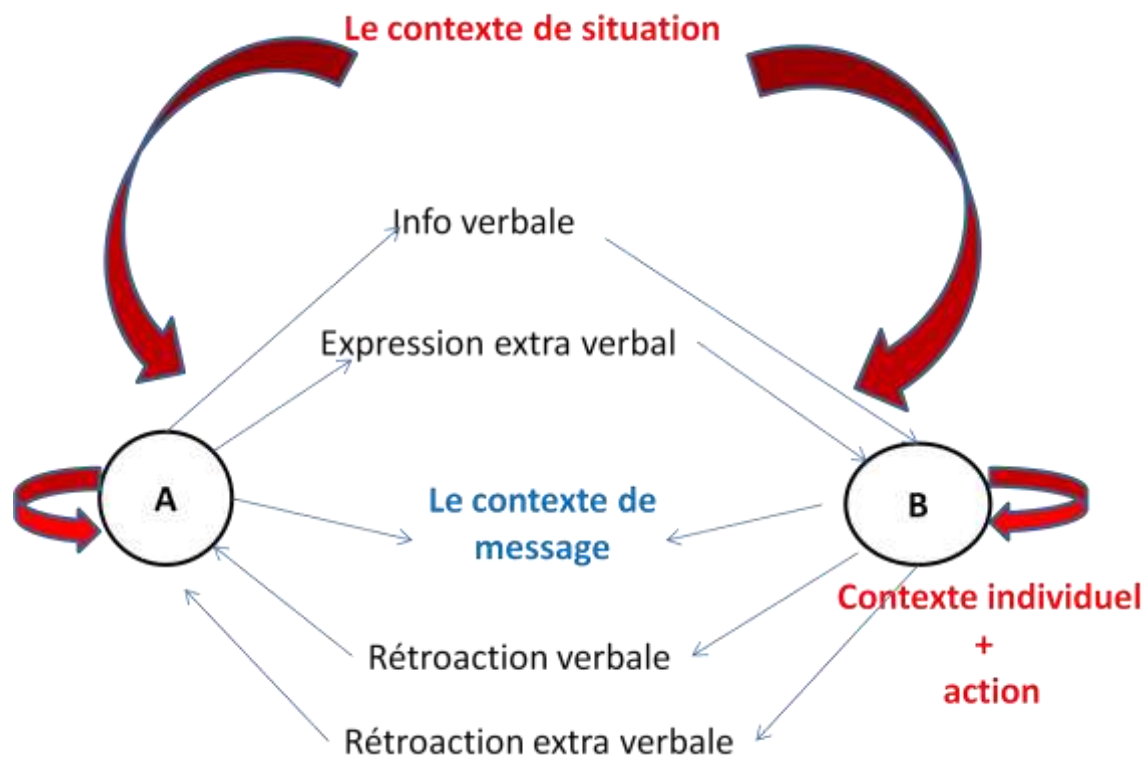 Le contexte de situation
Info verbale
Expression extra verbal
A
Le contexte de
message
B
Contexte individuel
+
action
Rétroaction verbale
Rétroaction extra verbale